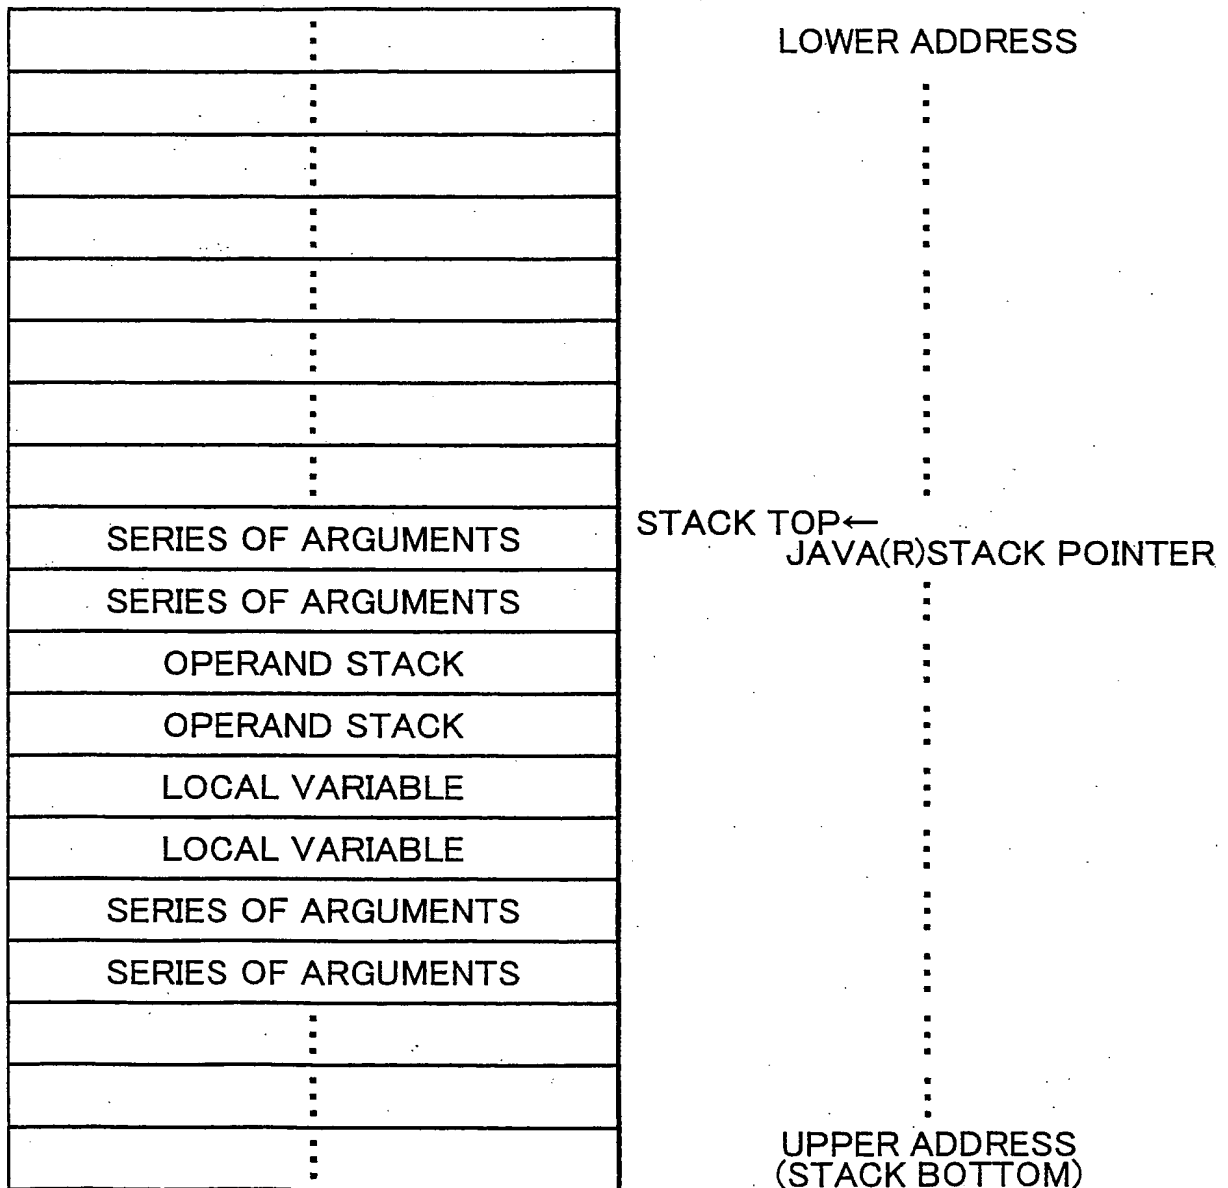 LOWER ADDRESS
STACK TOP←
JAVA(R)STACK POINTER
SERIES OF ARGUMENTS
SERIES OF ARGUMENTS
OPERAND STACK
OPERAND STACK
LOCAL VARIABLE
LOCAL VARIABLE
SERIES OF ARGUMENTS
SERIES OF ARGUMENTS
UPPER ADDRESS
(STACK BOTTOM)